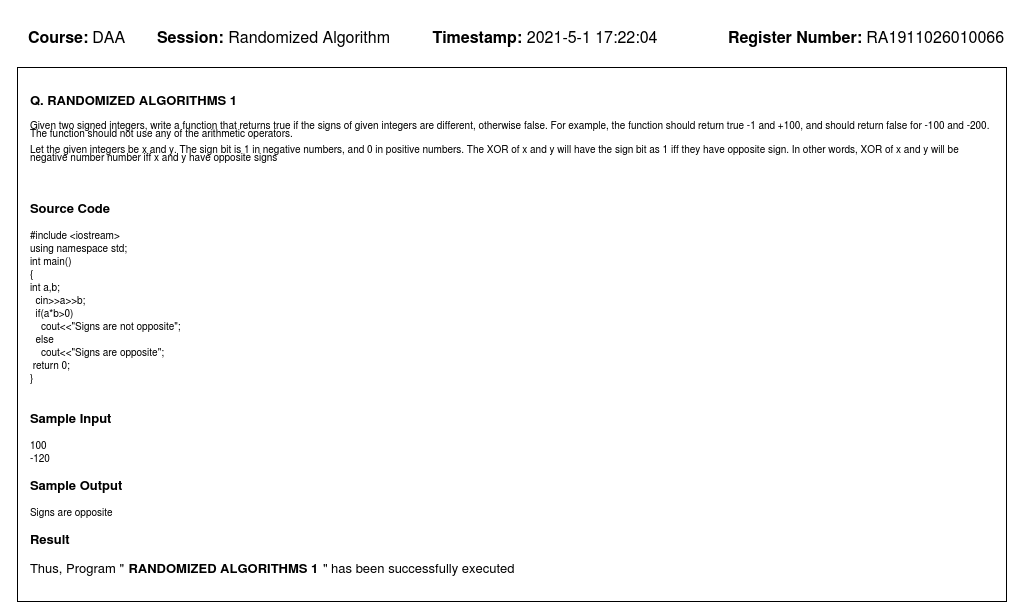 Course: DAA Session: Randomized Algorithm Timestamp: 2021-5-1 17:22:04 Register Number: RA1911026010066
Q. RANDOMIZED ALGORITHMS 1
Given two signed integers, write a function that returns true if the signs of given integers are different, otherwise false. For example, the function should return true -1 and +100, and should return false for -100 and -200.
The function should not use any of the arithmetic operators.
Let the given integers be x and y. The sign bit is 1 in negative numbers, and 0 in positive numbers. The XOR of x and y will have the sign bit as 1 iff they have opposite sign. In other words, XOR of x and y will be
negative number number iff x and y have opposite signs
Source Code
#include <iostream>
using namespace std;
int main()
{
int a,b;
cin>>a>>b;
if(a*b>0)
cout<<"Signs are not opposite";
else
cout<<"Signs are opposite";
return 0;
}
Sample Input
100
-120
Sample Output
Signs are opposite
Result
Thus, Program " RANDOMIZED ALGORITHMS 1 " has been successfully executed